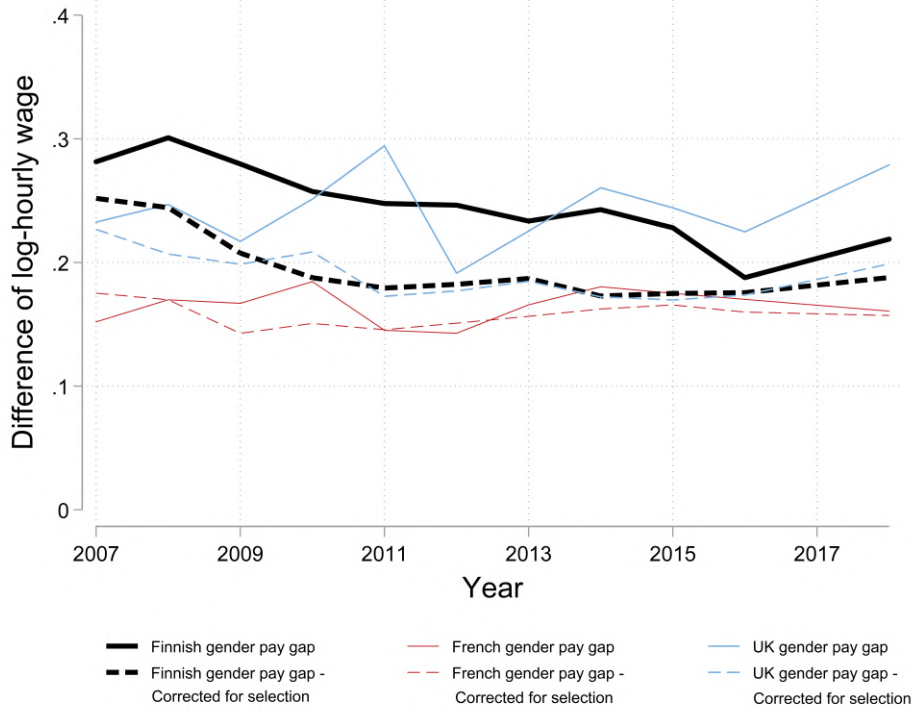 .4
.3
.2
.1
0
Difference of log-hourly wage
2007 2009 2011 2013 2015 2017
Year
Finnish gender pay gap
French gender pay gap
UK gender pay gap
Finnish gender pay gap -
Corrected for selection
French gender pay gap -
Corrected for selection
UK gender pay gap -
Corrected for selection